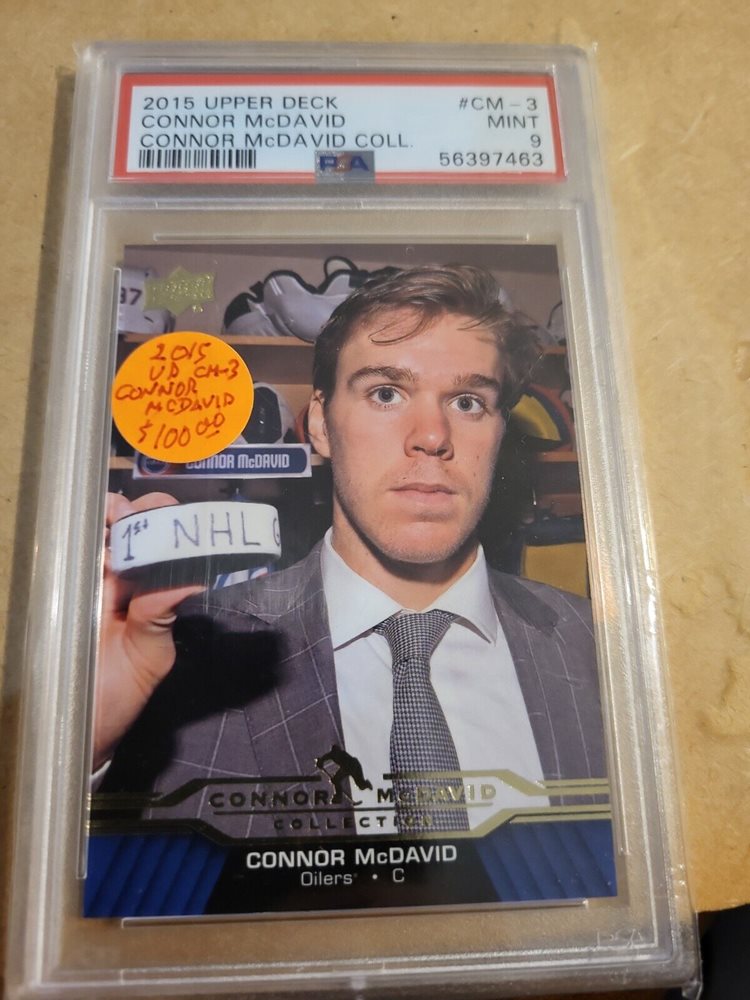 2015 UPPER DECK #CM-3
CONNOR McDAVID MINT
CONNOR McDAVID COLL. 9
PSA 56397463
37
2015
UD CM-3
CONNOR
MCDAVID
$100.00
CONNOR McDAVID
1st NHL G
CONNOR McDAVID
COLLECTION
CONNOR McDAVID
Oilers • C